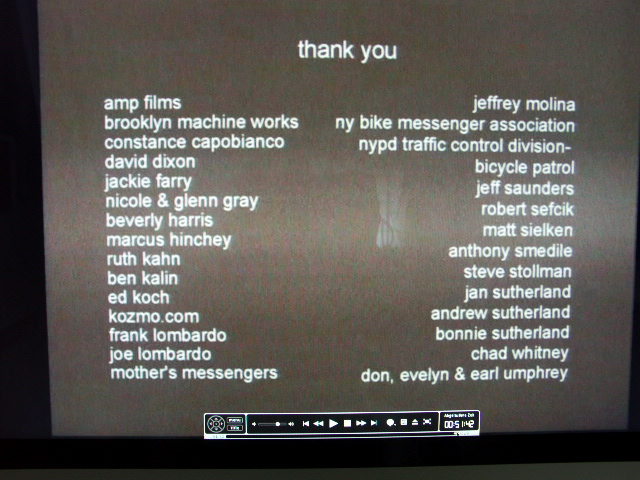 thank you
amp films
brooklyn machine works
constance capobianco
david dixon
jackie farry
nicole & glenn gray
beverly harris
marcus hinchey
ruth kahn
ben kalin
ed koch
kozmo.com
frank lombardo
joe lombardo
mother's messengers
jeffrey molina
ny bike messenger association
nypd traffic control division-
bicycle patrol
jeff saunders
robert sefcik
matt sielken
anthony smedile
steve stollman
jan sutherland
andrew sutherland
bonnie sutherland
chad whitney
don, evelyn & earl umphrey